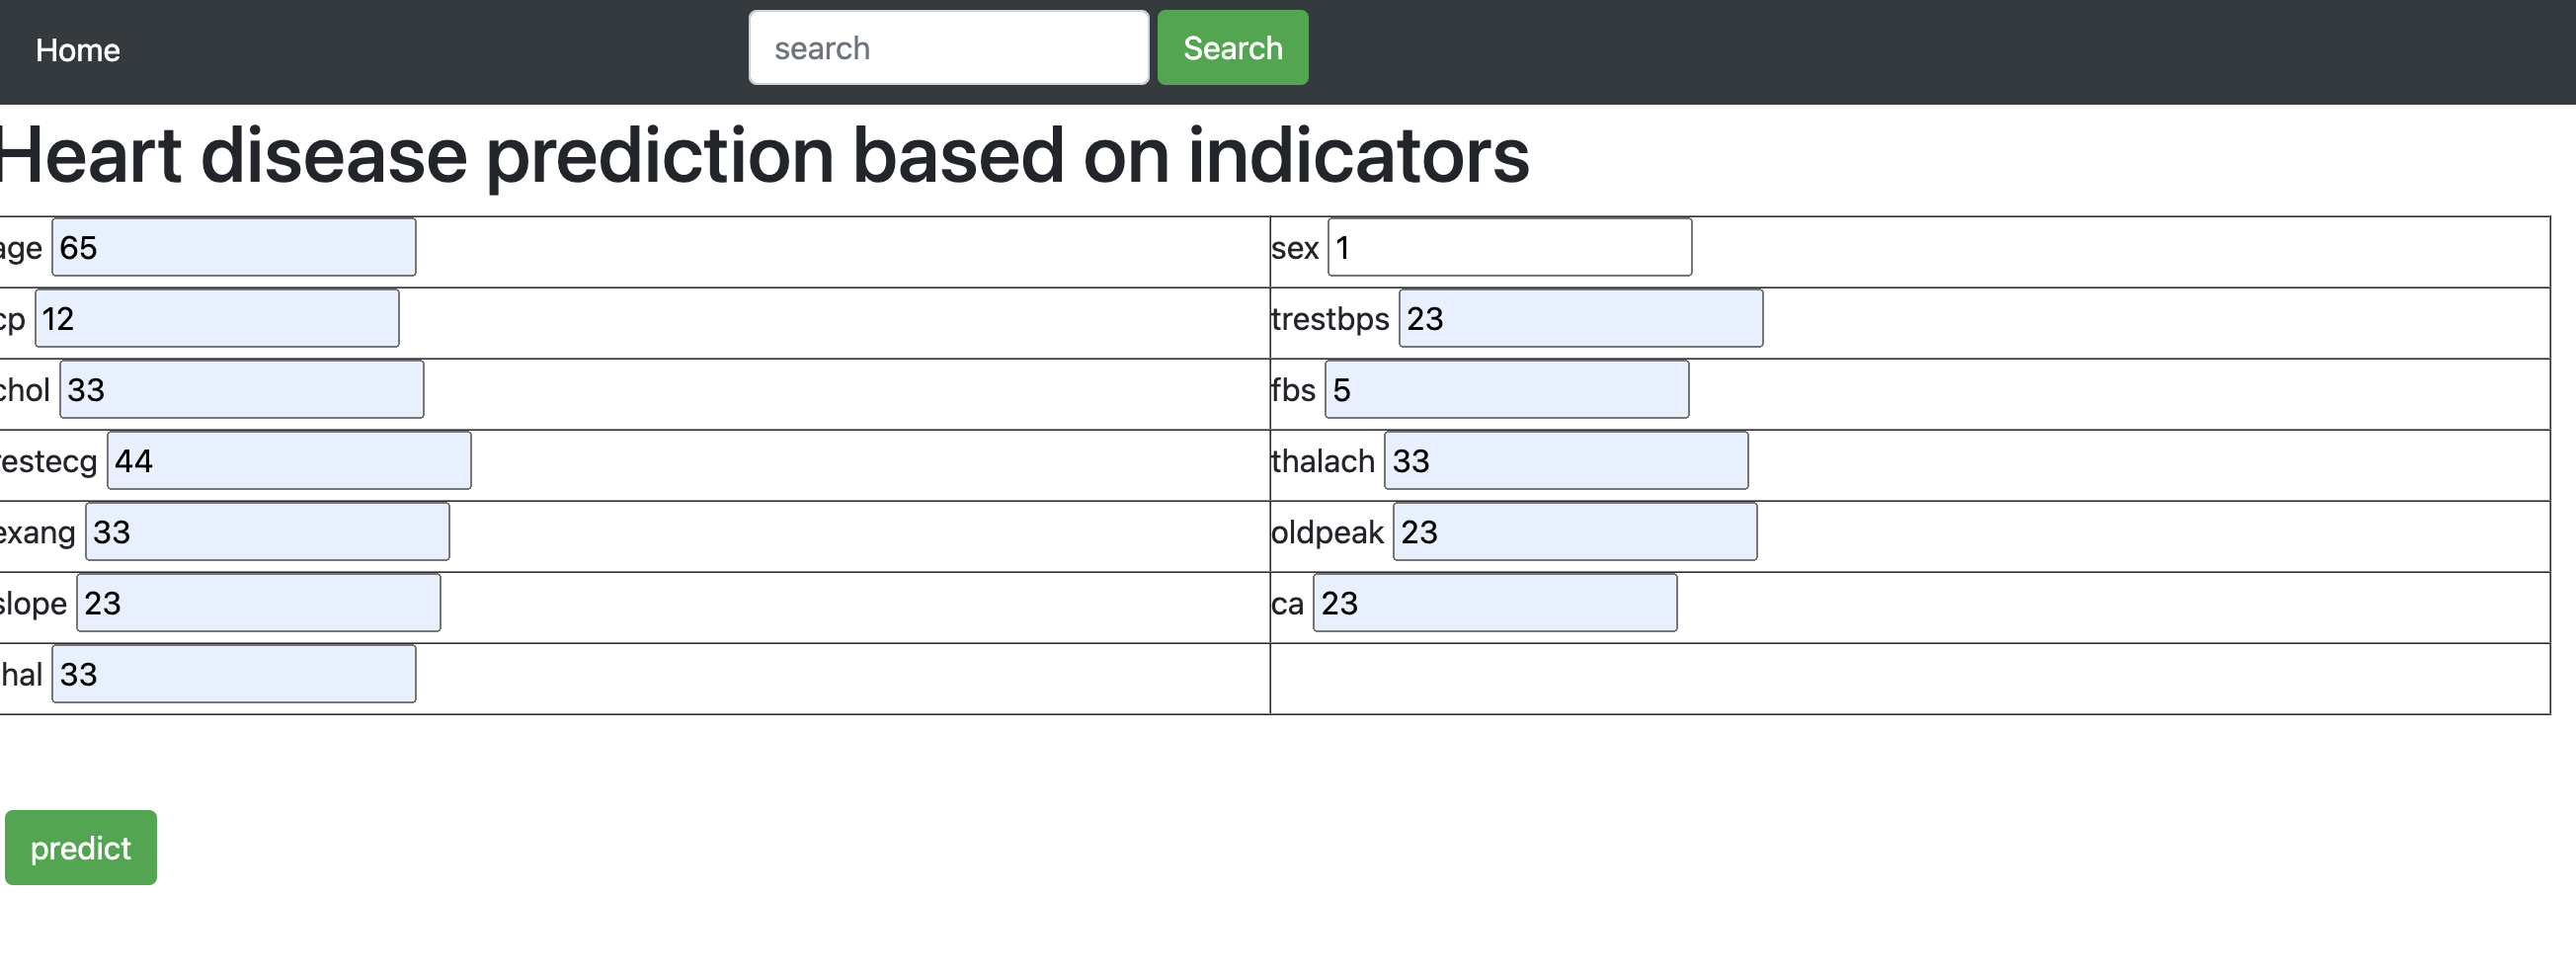 Home search Search
Heart disease prediction based on indicators
age 65 sex 1
cp 12 trestbps 23
chol 33 fbs 5
restecg 44 thalach 33
exang 33 oldpeak 23
slope 23 ca 23
hal 33
predict